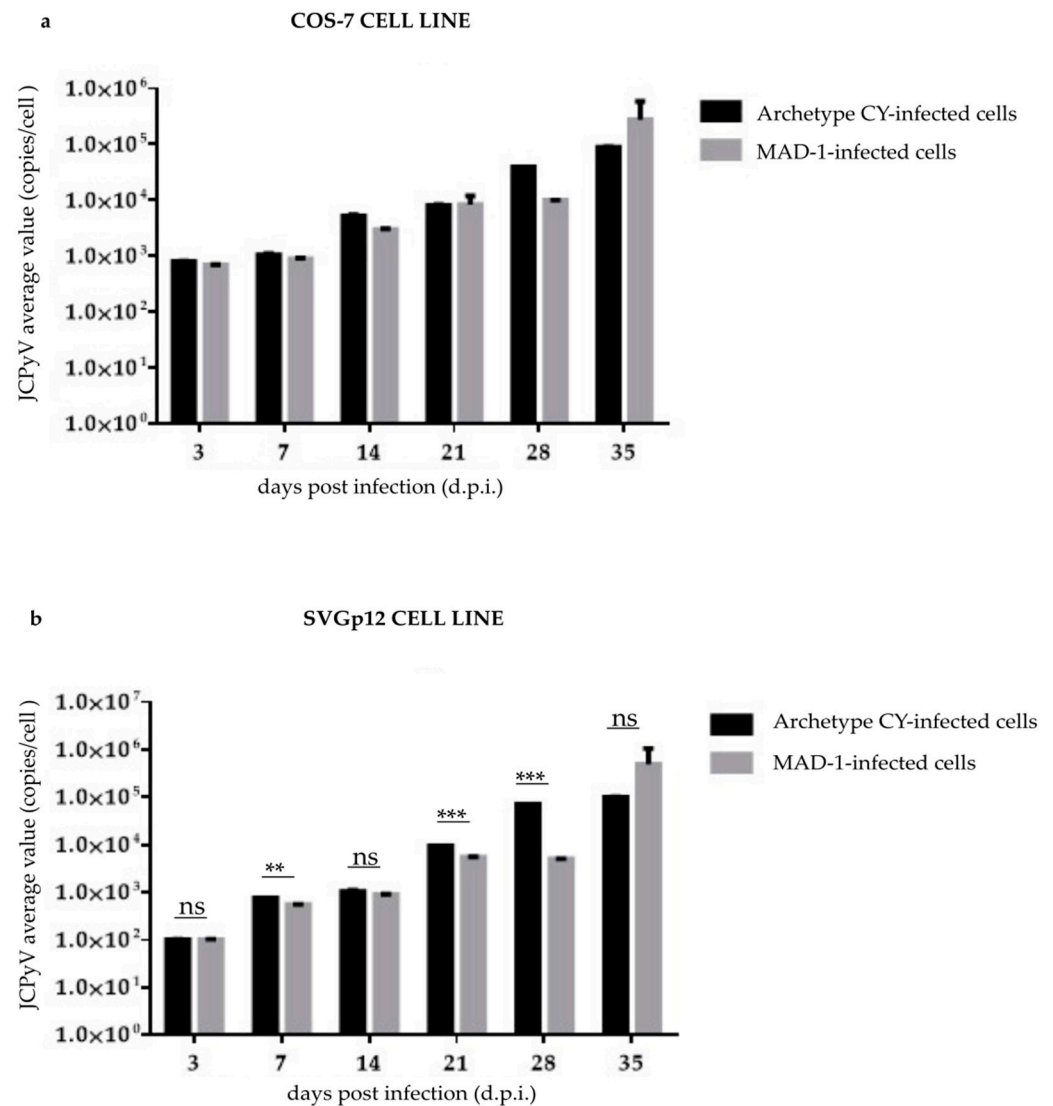 a
COS-7 CELL LINE
JCPyV average value (copies/cell )
1.0×10⁶
1.0×10⁵
1.0×10⁴
1.0×10³
1.0×10²
1.0×10¹
1.0×10⁰
3 7 14 21 28 35
days post infection (d.p.i.)
Archetype CY-infected cells
MAD-1-infected cells
b
SVGp12 CELL LINE
JCPyV average value (copies/cell )
1.0×10⁷
1.0×10⁶
1.0×10⁵
1.0×10⁴
1.0×10³
1.0×10²
1.0×10¹
1.0×10⁰
ns ** ns *** *** ns
3 7 14 21 28 35
days post infection (d.p.i.)
Archetype CY-infected cells
MAD-1-infected cells